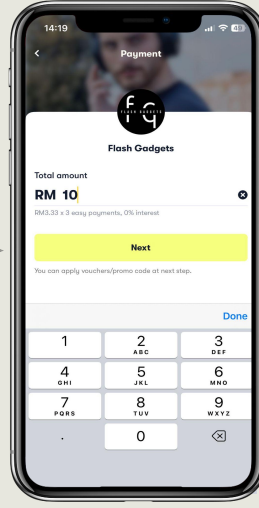 14:19
Payment
FG
FLASH GADGETS
Flash Gadgets
Total amount
RM 10
RM3.33 x 3 easy payments, 0% interest
Next
You can apply vouchers/promo code at next step.
Done
1
2
3
ABC
DEF
4
5
6
GHI
JKL
MNO
7
8
9
PQRS
TUV
WXYZ
.
0